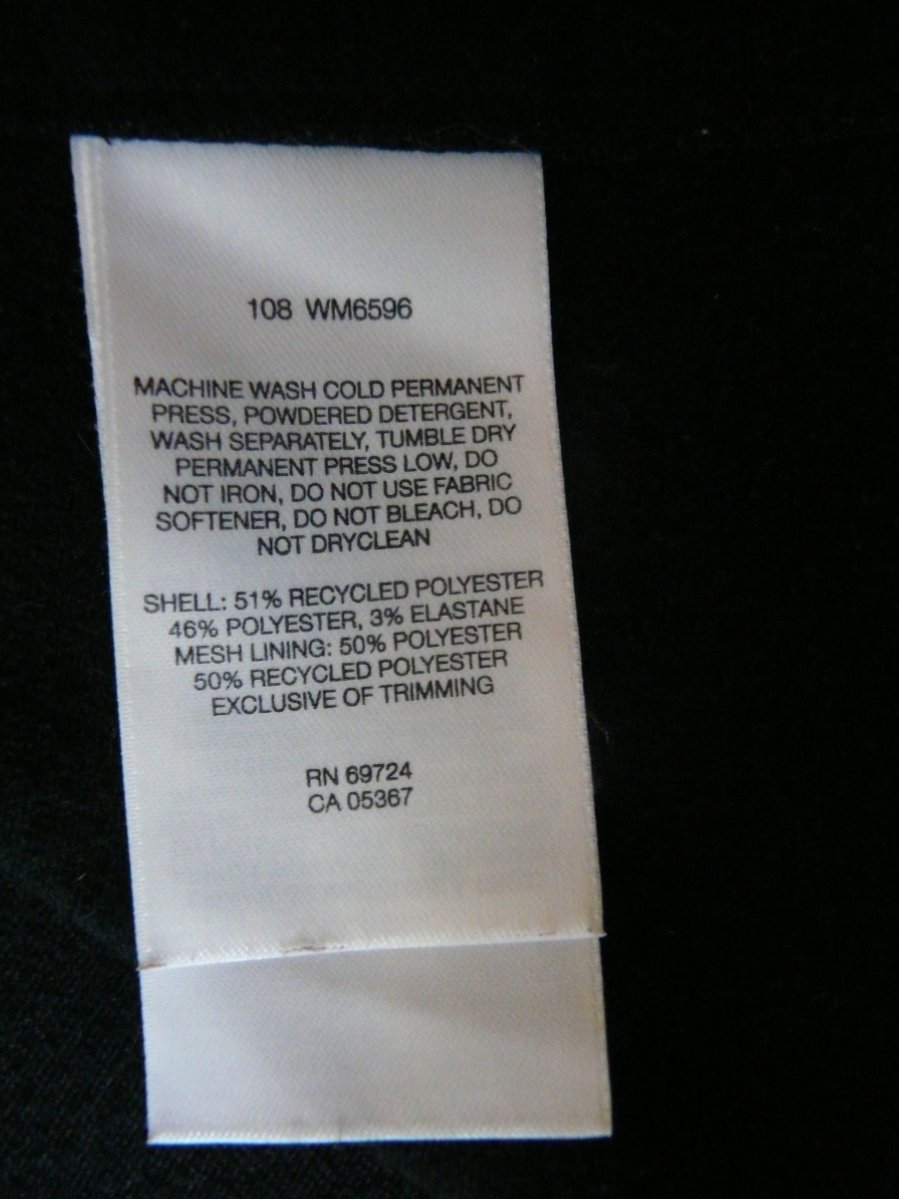 108 WM6596
MACHINE WASH COLD PERMANENT
PRESS, POWDERED DETERGENT,
WASH SEPARATELY, TUMBLE DRY
PERMANENT PRESS LOW, DO
NOT IRON, DO NOT USE FABRIC
SOFTENER, DO NOT BLEACH, DO
NOT DRYCLEAN
SHELL: 51% RECYCLED POLYESTER
46% POLYESTER, 3% ELASTANE
MESH LINING: 50% POLYESTER
50% RECYCLED POLYESTER
EXCLUSIVE OF TRIMMING
RN 69724
CA 05367